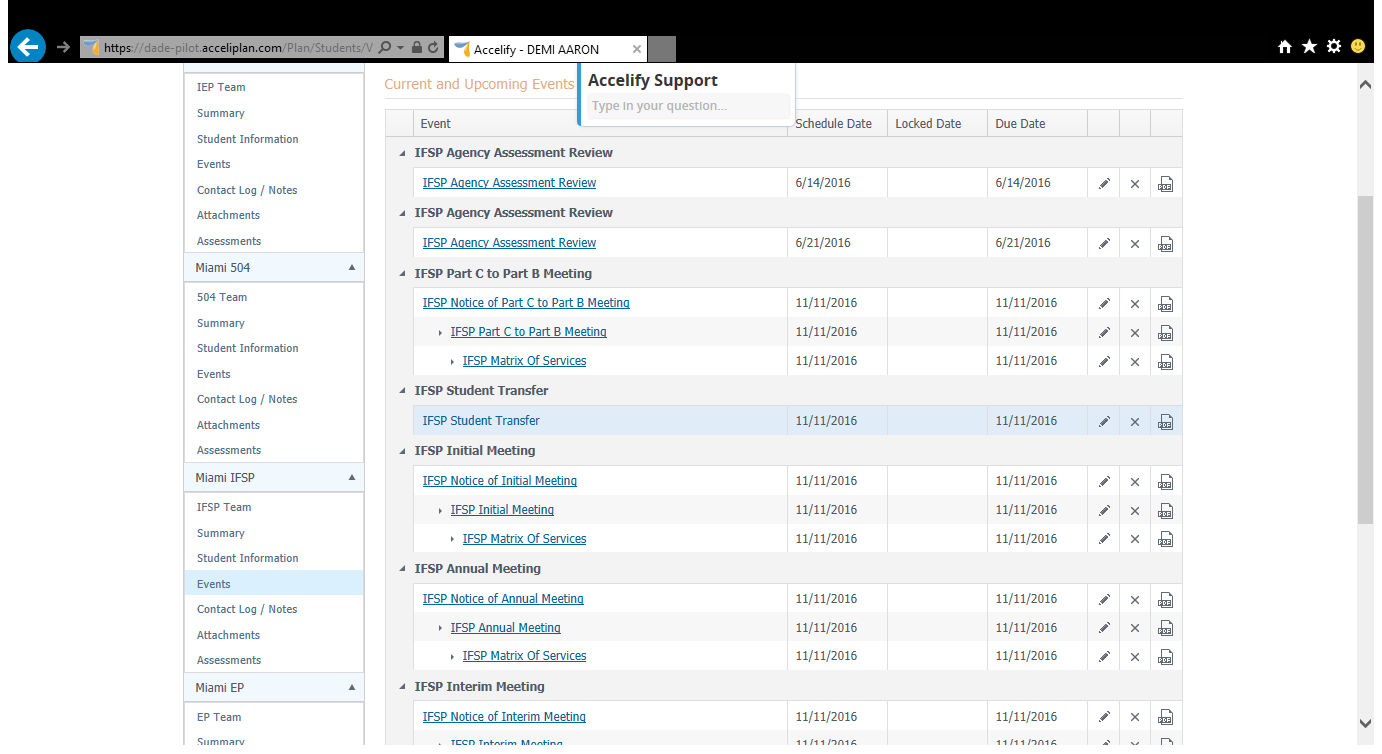 https://dade-pilot.acceliplan.com/Plan/Students/V
Accelify - DEMI AARON
IEP Team
Summary
Student Information
Events
Contact Log / Notes
Attachments
Assessments
Miami 504
504 Team
Summary
Student Information
Events
Contact Log / Notes
Attachments
Assessments
Miami IFSP
IFSP Team
Summary
Student Information
Events
Contact Log / Notes
Attachments
Assessments
Miami EP
EP Team
Summary
Current and Upcoming Events
Accelify Support
Type in your question...
Event Schedule Date Locked Date Due Date
IFSP Agency Assessment Review
IFSP Agency Assessment Review 6/14/2016 6/14/2016
IFSP Agency Assessment Review
IFSP Agency Assessment Review 6/21/2016 6/21/2016
IFSP Part C to Part B Meeting
IFSP Notice of Part C to Part B Meeting 11/11/2016 11/11/2016
IFSP Part C to Part B Meeting 11/11/2016 11/11/2016
IFSP Matrix Of Services 11/11/2016 11/11/2016
IFSP Student Transfer
IFSP Student Transfer 11/11/2016 11/11/2016
IFSP Initial Meeting
IFSP Notice of Initial Meeting 11/11/2016 11/11/2016
IFSP Initial Meeting 11/11/2016 11/11/2016
IFSP Matrix Of Services 11/11/2016 11/11/2016
IFSP Annual Meeting
IFSP Notice of Annual Meeting 11/11/2016 11/11/2016
IFSP Annual Meeting 11/11/2016 11/11/2016
IFSP Matrix Of Services 11/11/2016 11/11/2016
IFSP Interim Meeting
IFSP Notice of Interim Meeting 11/11/2016 11/11/2016
IFSP Interim Meeting 11/11/2016 11/11/2016